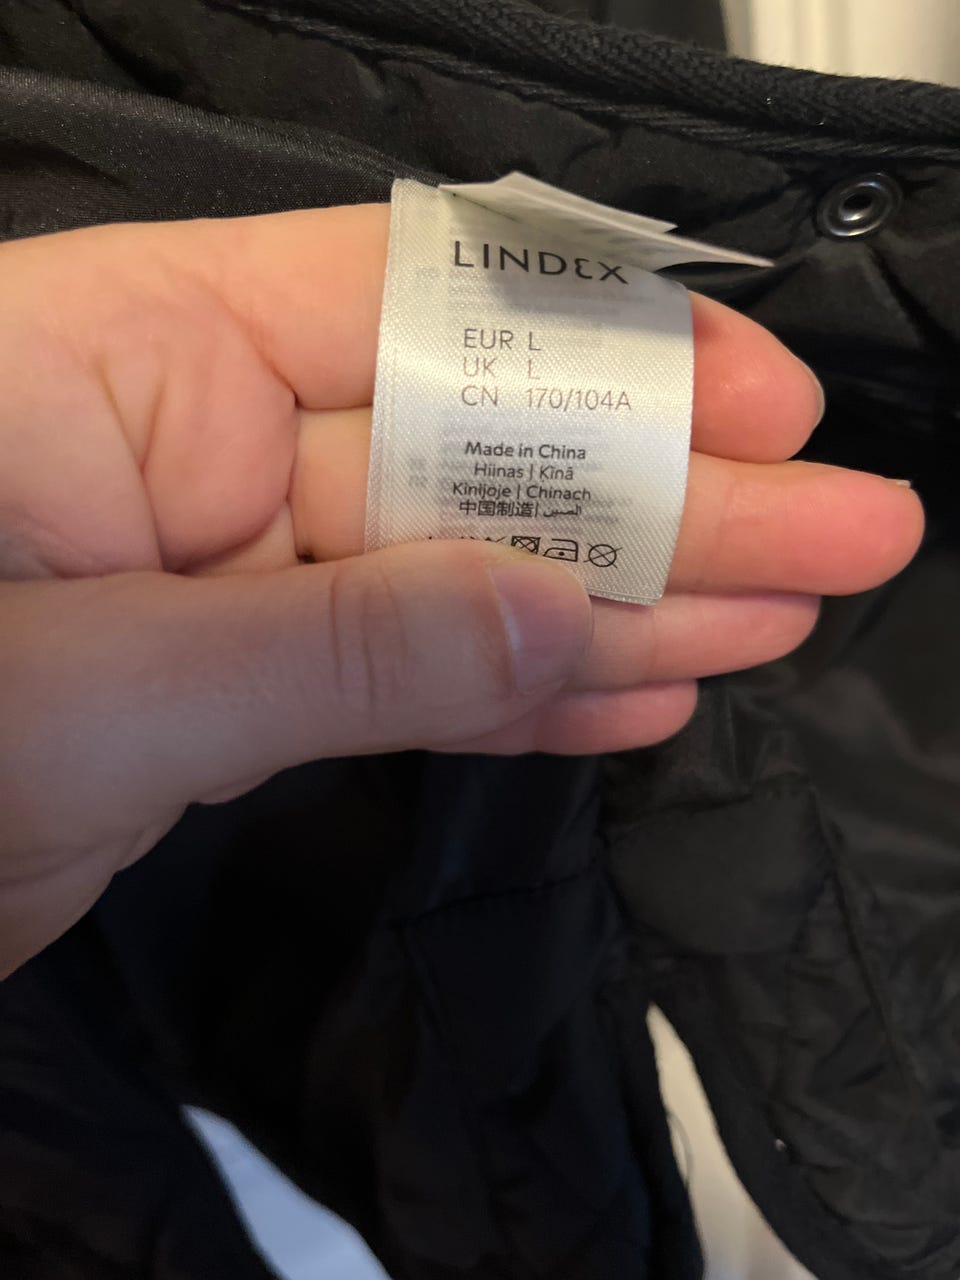 LINDEX
EUR L
UK L
CN 170/104A
Made in China
Hiinas | Ķīnā
Kinijoje | Chinach
中国制造| الصين